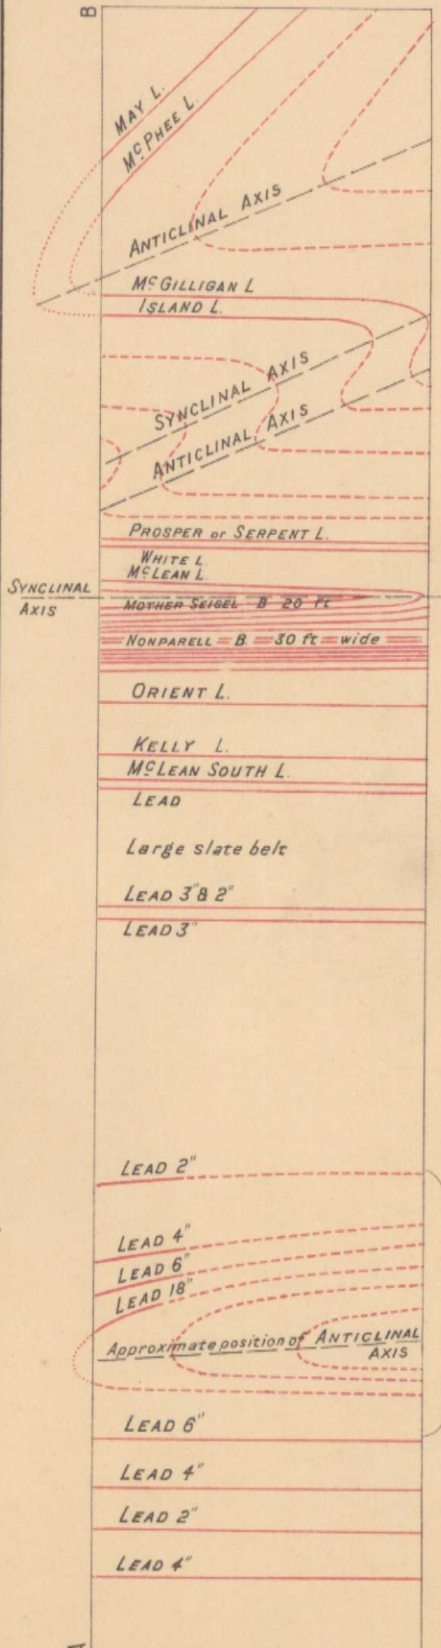 B
MAY L.
McPHEE L.
ANTICLINAL AXIS
McGILLIGAN L
ISLAND L.
SYNCLINAL AXIS
ANTICLINAL AXIS
PROSPER or SERPENT L.
WHITE L
McLEAN L.
SYNCLINAL
AXIS
MOTHER SEIGEL B 20 ft
NONPARELL B 30 ft wide
ORIENT L.
KELLY L.
McLEAN SOUTH L.
LEAD
Large slate belt
LEAD 3" & 2"
LEAD 3"
LEAD 2"
LEAD 4"
LEAD 6"
LEAD 18"
Approximate position of ANTICLINAL
AXIS
LEAD 6"
LEAD 4"
LEAD 2"
LEAD 4"